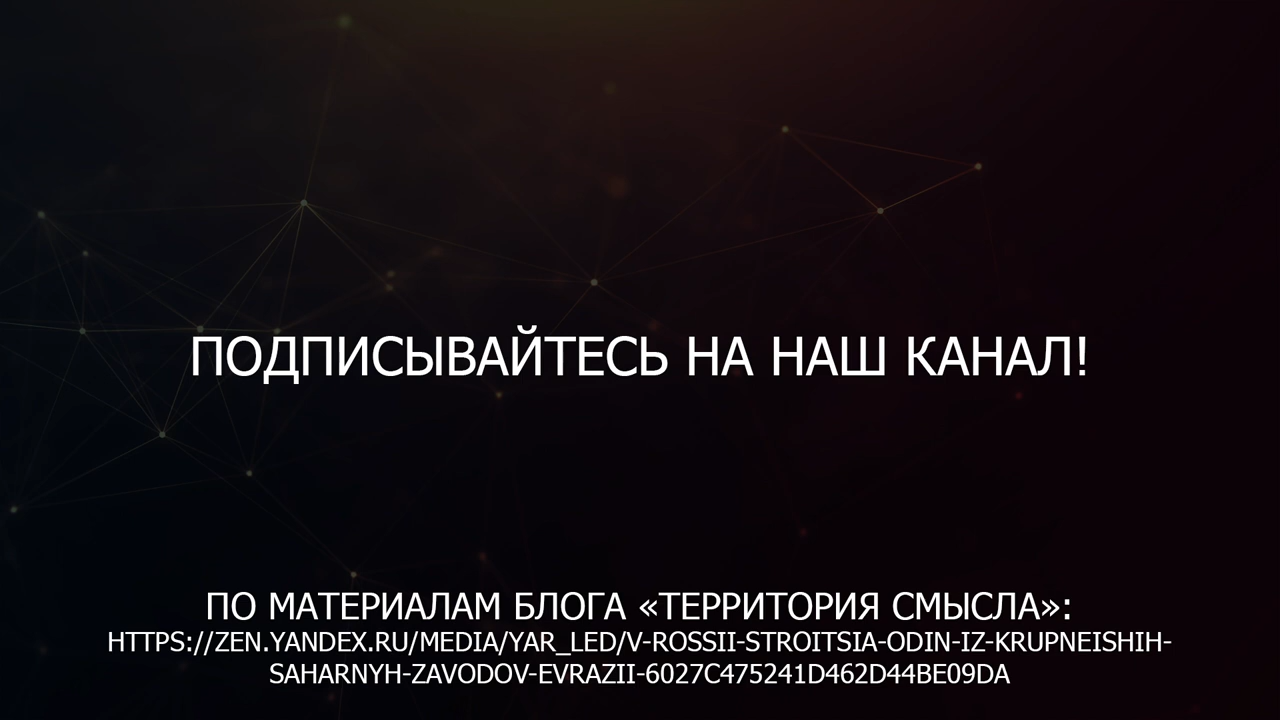 ПОДПИСЫВАЙТЕСЬ НА НАШ КАНАЛ!
ПО МАТЕРИАЛАМ БЛОГА «ТЕРРИТОРИЯ СМЫСЛА»:
HTTPS://ZEN.YANDEX.RU/MEDIA/YAR_LED/V-ROSSII-STROITSIA-ODIN-IZ-KRUPNEISHIH-
SAHARNYH-ZAVODOV-EVRAZII-6027C475241D462D44BE09DA